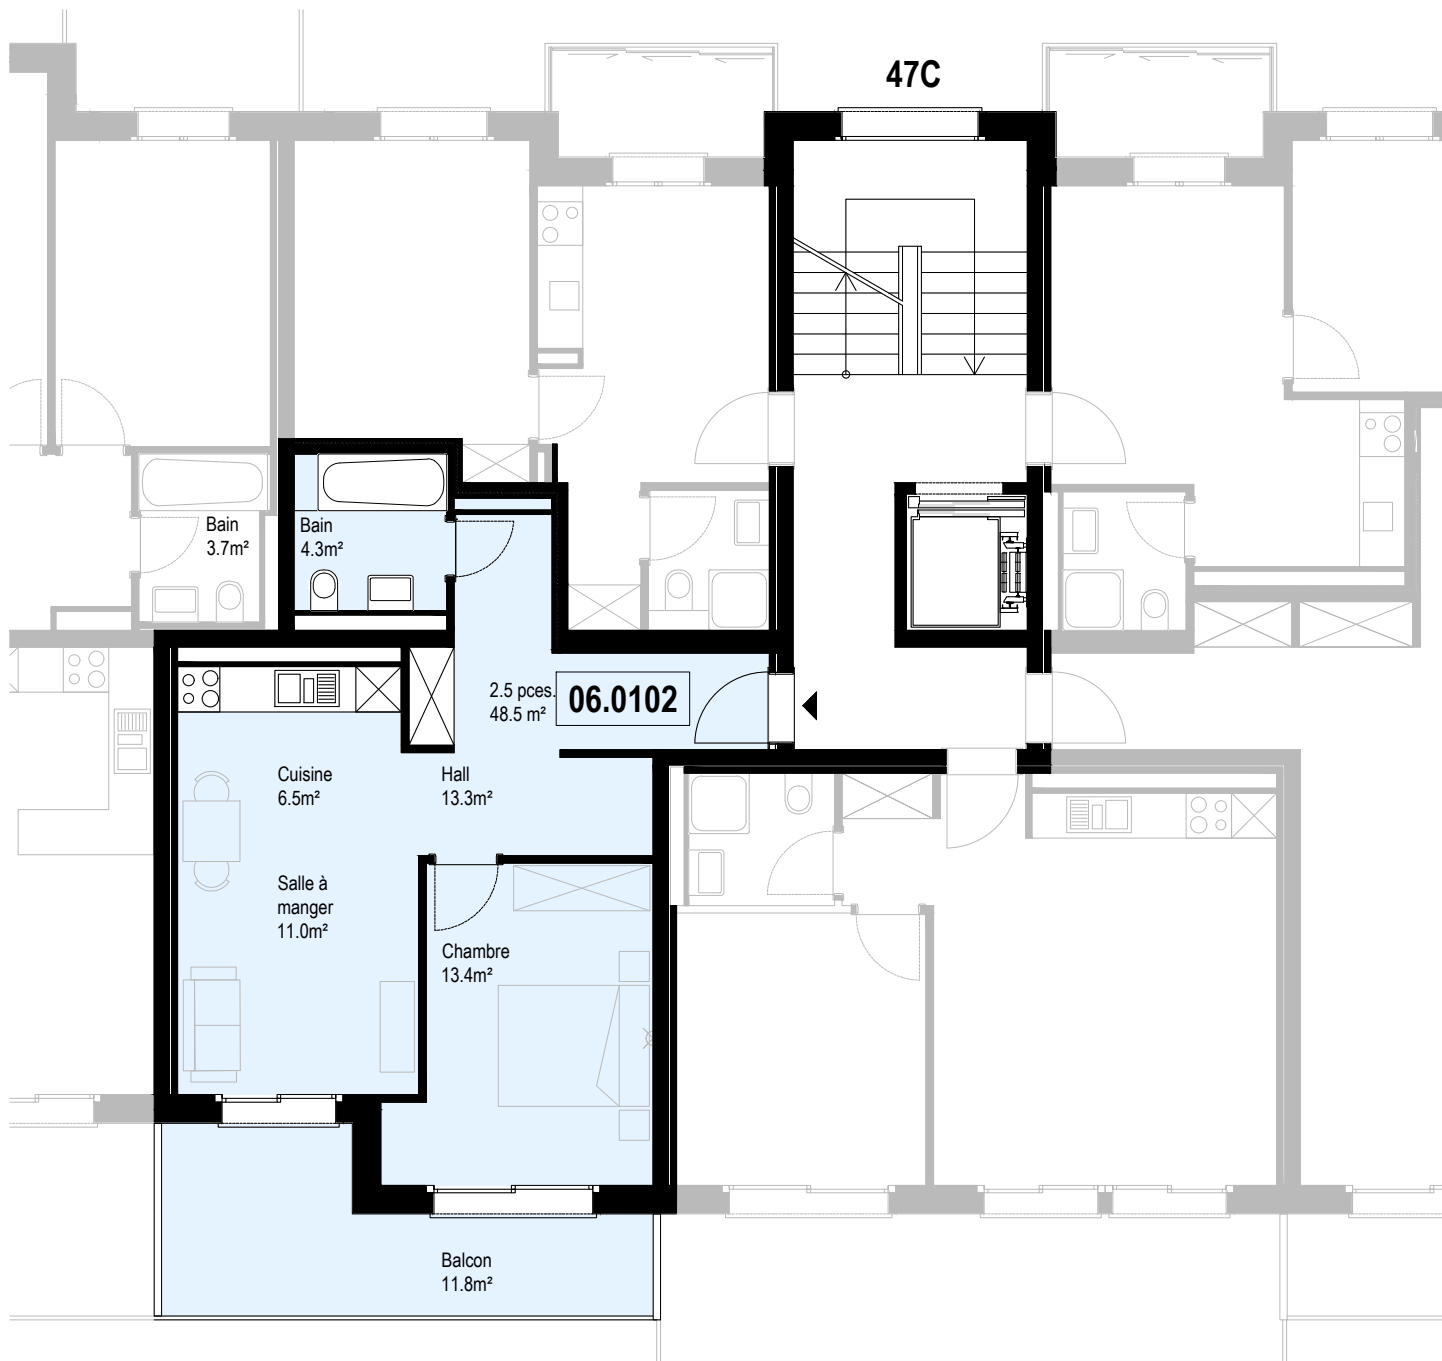 47C
Bain
3.7m²
Bain
4.3m²
2.5 pces.
48.5 m²
06.0102
Cuisine
6.5m²
Hall
13.3m²
Salle à
manger
11.0m²
Chambre
13.4m²
Balcon
11.8m²